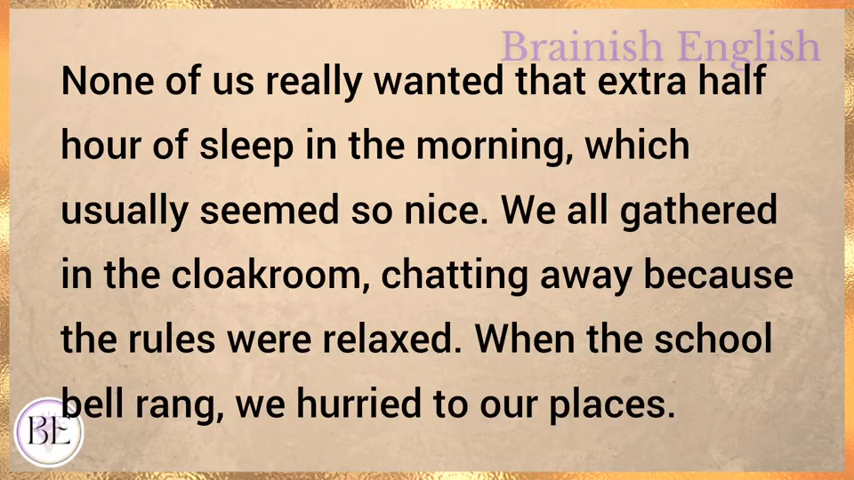 Brainish English
None of us really wanted that extra half
hour of sleep in the morning, which
usually seemed so nice. We all gathered
in the cloakroom, chatting away because
the rules were relaxed. When the school
bell rang, we hurried to our places.
BE